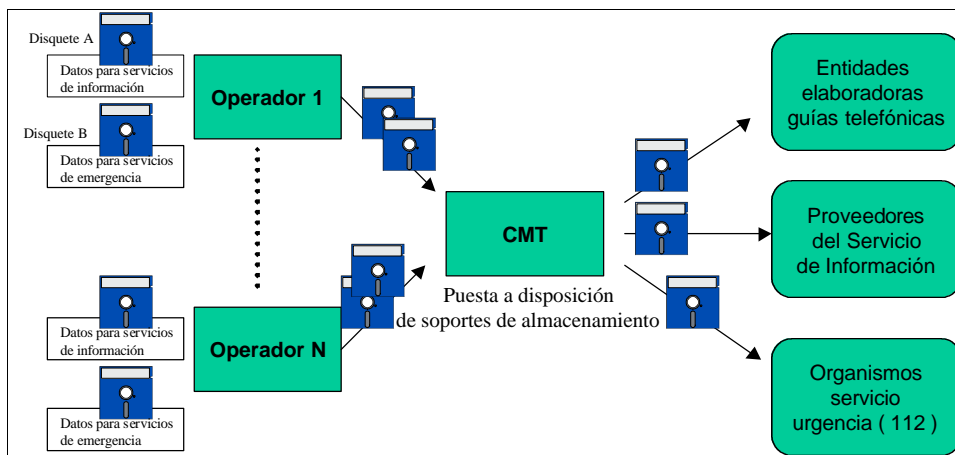 Disquete A
Datos para servicios
de información
Disquete B
Datos para servicios
de emergencia
Operador 1
Datos para servicios
de información
Datos para servicios
de emergencia
Operador N
CMT
Puesta a disposición
de soportes de almacenamiento
Entidades
elaboradoras
guías telefónicas
Proveedores
del Servicio
de Información
Organismos
servicio
urgencia ( 112 )